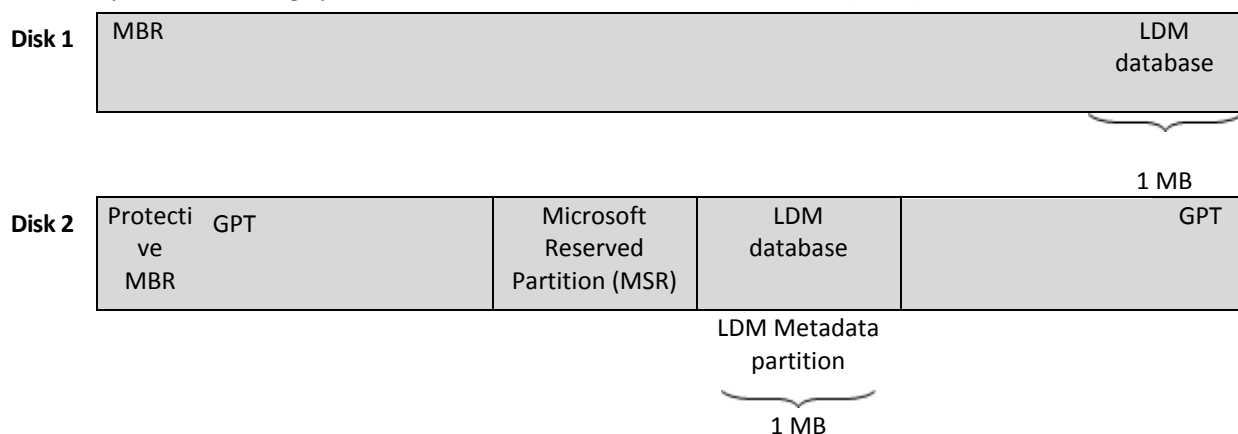 Disk 1
MBR
LDM
database
1 MB
Disk 2
Protecti
ve
MBR
GPT
Microsoft
Reserved
Partition (MSR)
LDM
database
GPT
LDM Metadata
partition
1 MB